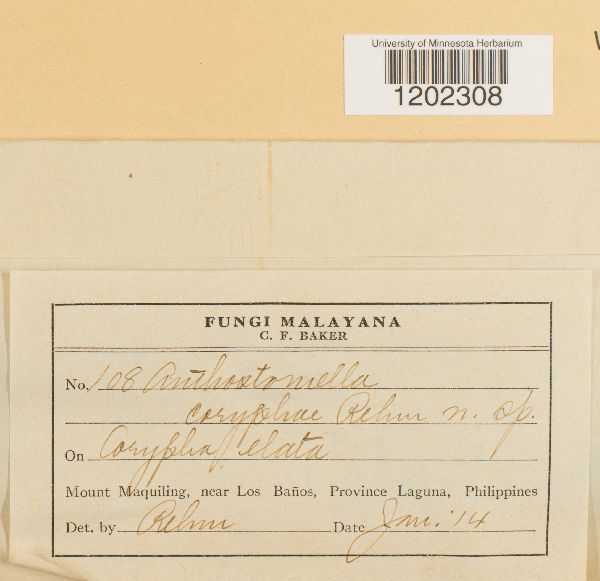 University of Minnesota Herbarium
1202308
FUNGI MALAYANA
C. F. BAKER
No. 108 Anthostomella
coryphae Rehm n. sp.
On Corypha elata
Mount Maquiling, near Los Baños, Province Laguna, Philippines
Det. by Rehm Date Jan. '14